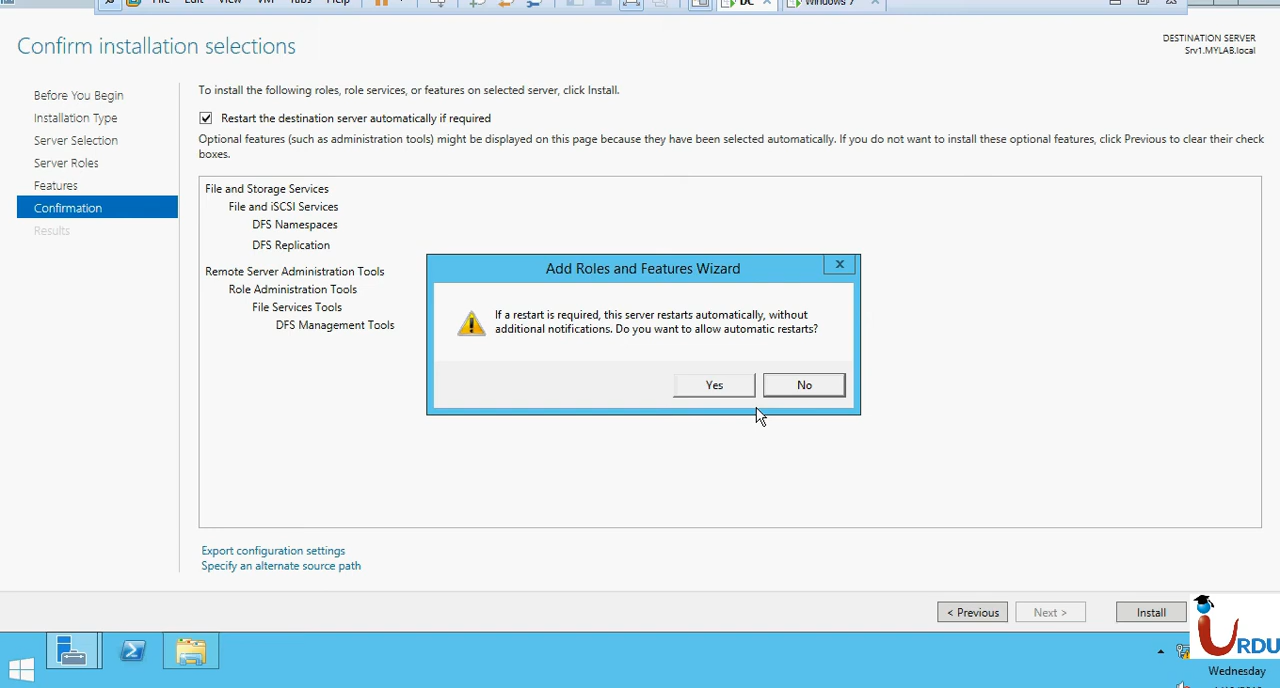 File Edit View VM Tabs Help
DC Windows 7
Confirm installation selections
DESTINATION SERVER
Srv1.MYLAB.local
Before You Begin
Installation Type
Server Selection
Server Roles
Features
Confirmation
Results
To install the following roles, role services, or features on selected server, click Install.
Restart the destination server automatically if required
Optional features (such as administration tools) might be displayed on this page because they have been selected automatically. If you do not want to install these optional features, click Previous to clear their check
boxes.
File and Storage Services
File and iSCSI Services
DFS Namespaces
DFS Replication
Remote Server Administration Tools
Role Administration Tools
File Services Tools
DFS Management Tools
Add Roles and Features Wizard
If a restart is required, this server restarts automatically, without
additional notifications. Do you want to allow automatic restarts?
Yes No
Export configuration settings
Specify an alternate source path
< Previous Next > Install
URDU
Wednesday